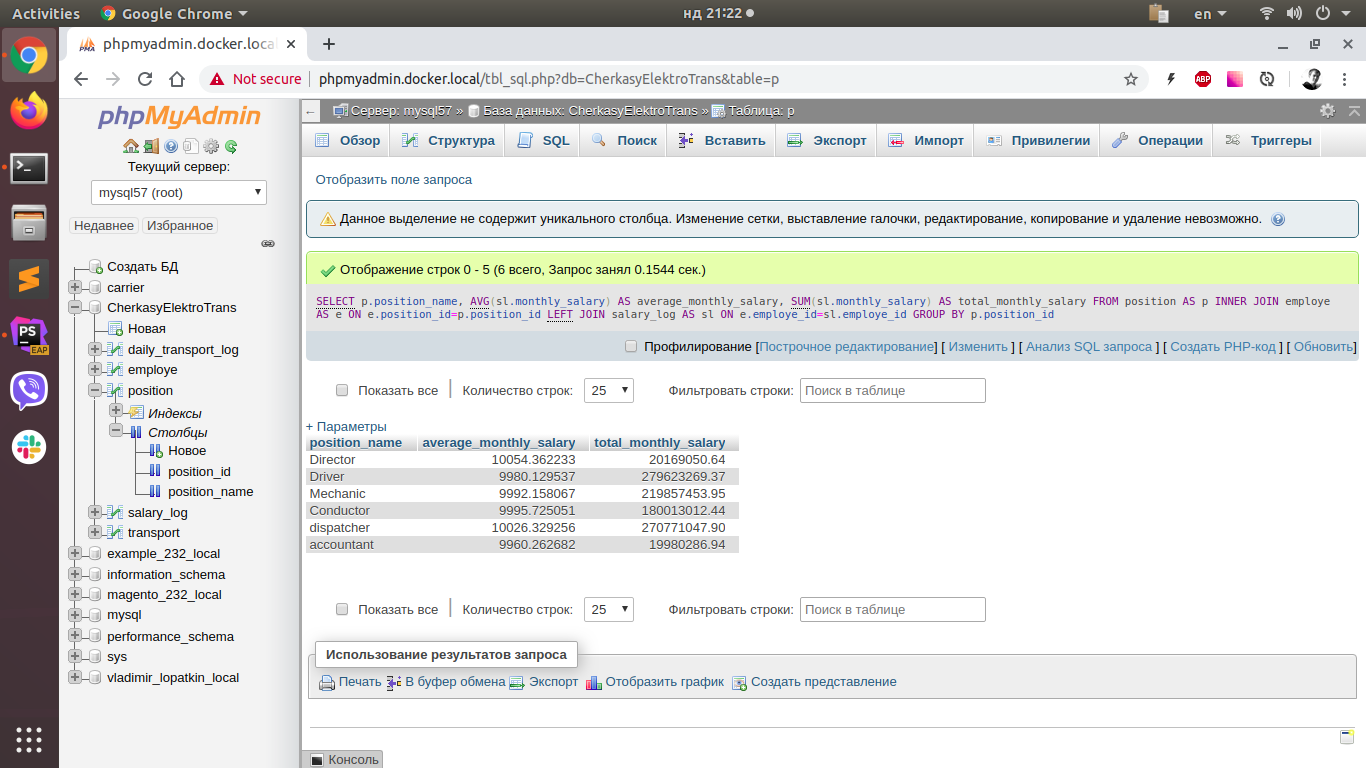 Activities Google Chrome нд 21:22 en
phpmyadmin.docker.loca
Not secure phpmyadmin.docker.local/tbl_sql.php?db=CherkasyElektroTrans&table=p ABP
phpMyAdmin
Текущий сервер:
mysql57 (root)
Недавнее Избранное
Создать БД
carrier
CherkasyElektroTrans
Новая
daily_transport_log
employe
position
Индексы
Столбцы
Новое
position_id
position_name
salary_log
transport
example_232_local
information_schema
magento_232_local
mysql
performance_schema
sys
vladimir_lopatkin_local
Сервер: mysql57 » База данных: CherkasyElektroTrans » Таблица: p
Обзор Структура SQL Поиск Вставить Экспорт Импорт Привилегии Операции Триггеры
Отобразить поле запроса
Данное выделение не содержит уникального столбца. Изменение сетки, выставление галочки, редактирование, копирование и удаление невозможно.
Отображение строк 0 - 5 (6 всего, Запрос занял 0.1544 сек.)
SELECT p.position_name, AVG(sl.monthly_salary) AS average_monthly_salary, SUM(sl.monthly_salary) AS total_monthly_salary FROM position AS p INNER JOIN employe
AS e ON e.position_id=p.position_id LEFT JOIN salary_log AS sl ON e.employe_id=sl.employe_id GROUP BY p.position_id
Профилирование [Построчное редактирование] [ Изменить ] [ Анализ SQL запроса ] [ Создать PHP-код ] [ Обновить]
Показать все Количество строк: 25 Фильтровать строки: Поиск в таблице
+ Параметры
position_name average_monthly_salary total_monthly_salary
Director 10054.362233 20169050.64
Driver 9980.129537 279623269.37
Mechanic 9992.158067 219857453.95
Conductor 9995.725051 180013012.44
dispatcher 10026.329256 270771047.90
accountant 9960.262682 19980286.94
Показать все Количество строк: 25 Фильтровать строки: Поиск в таблице
Использование результатов запроса
Печать В буфер обмена Экспорт Отобразить график Создать представление
Консоль
PS
EAP